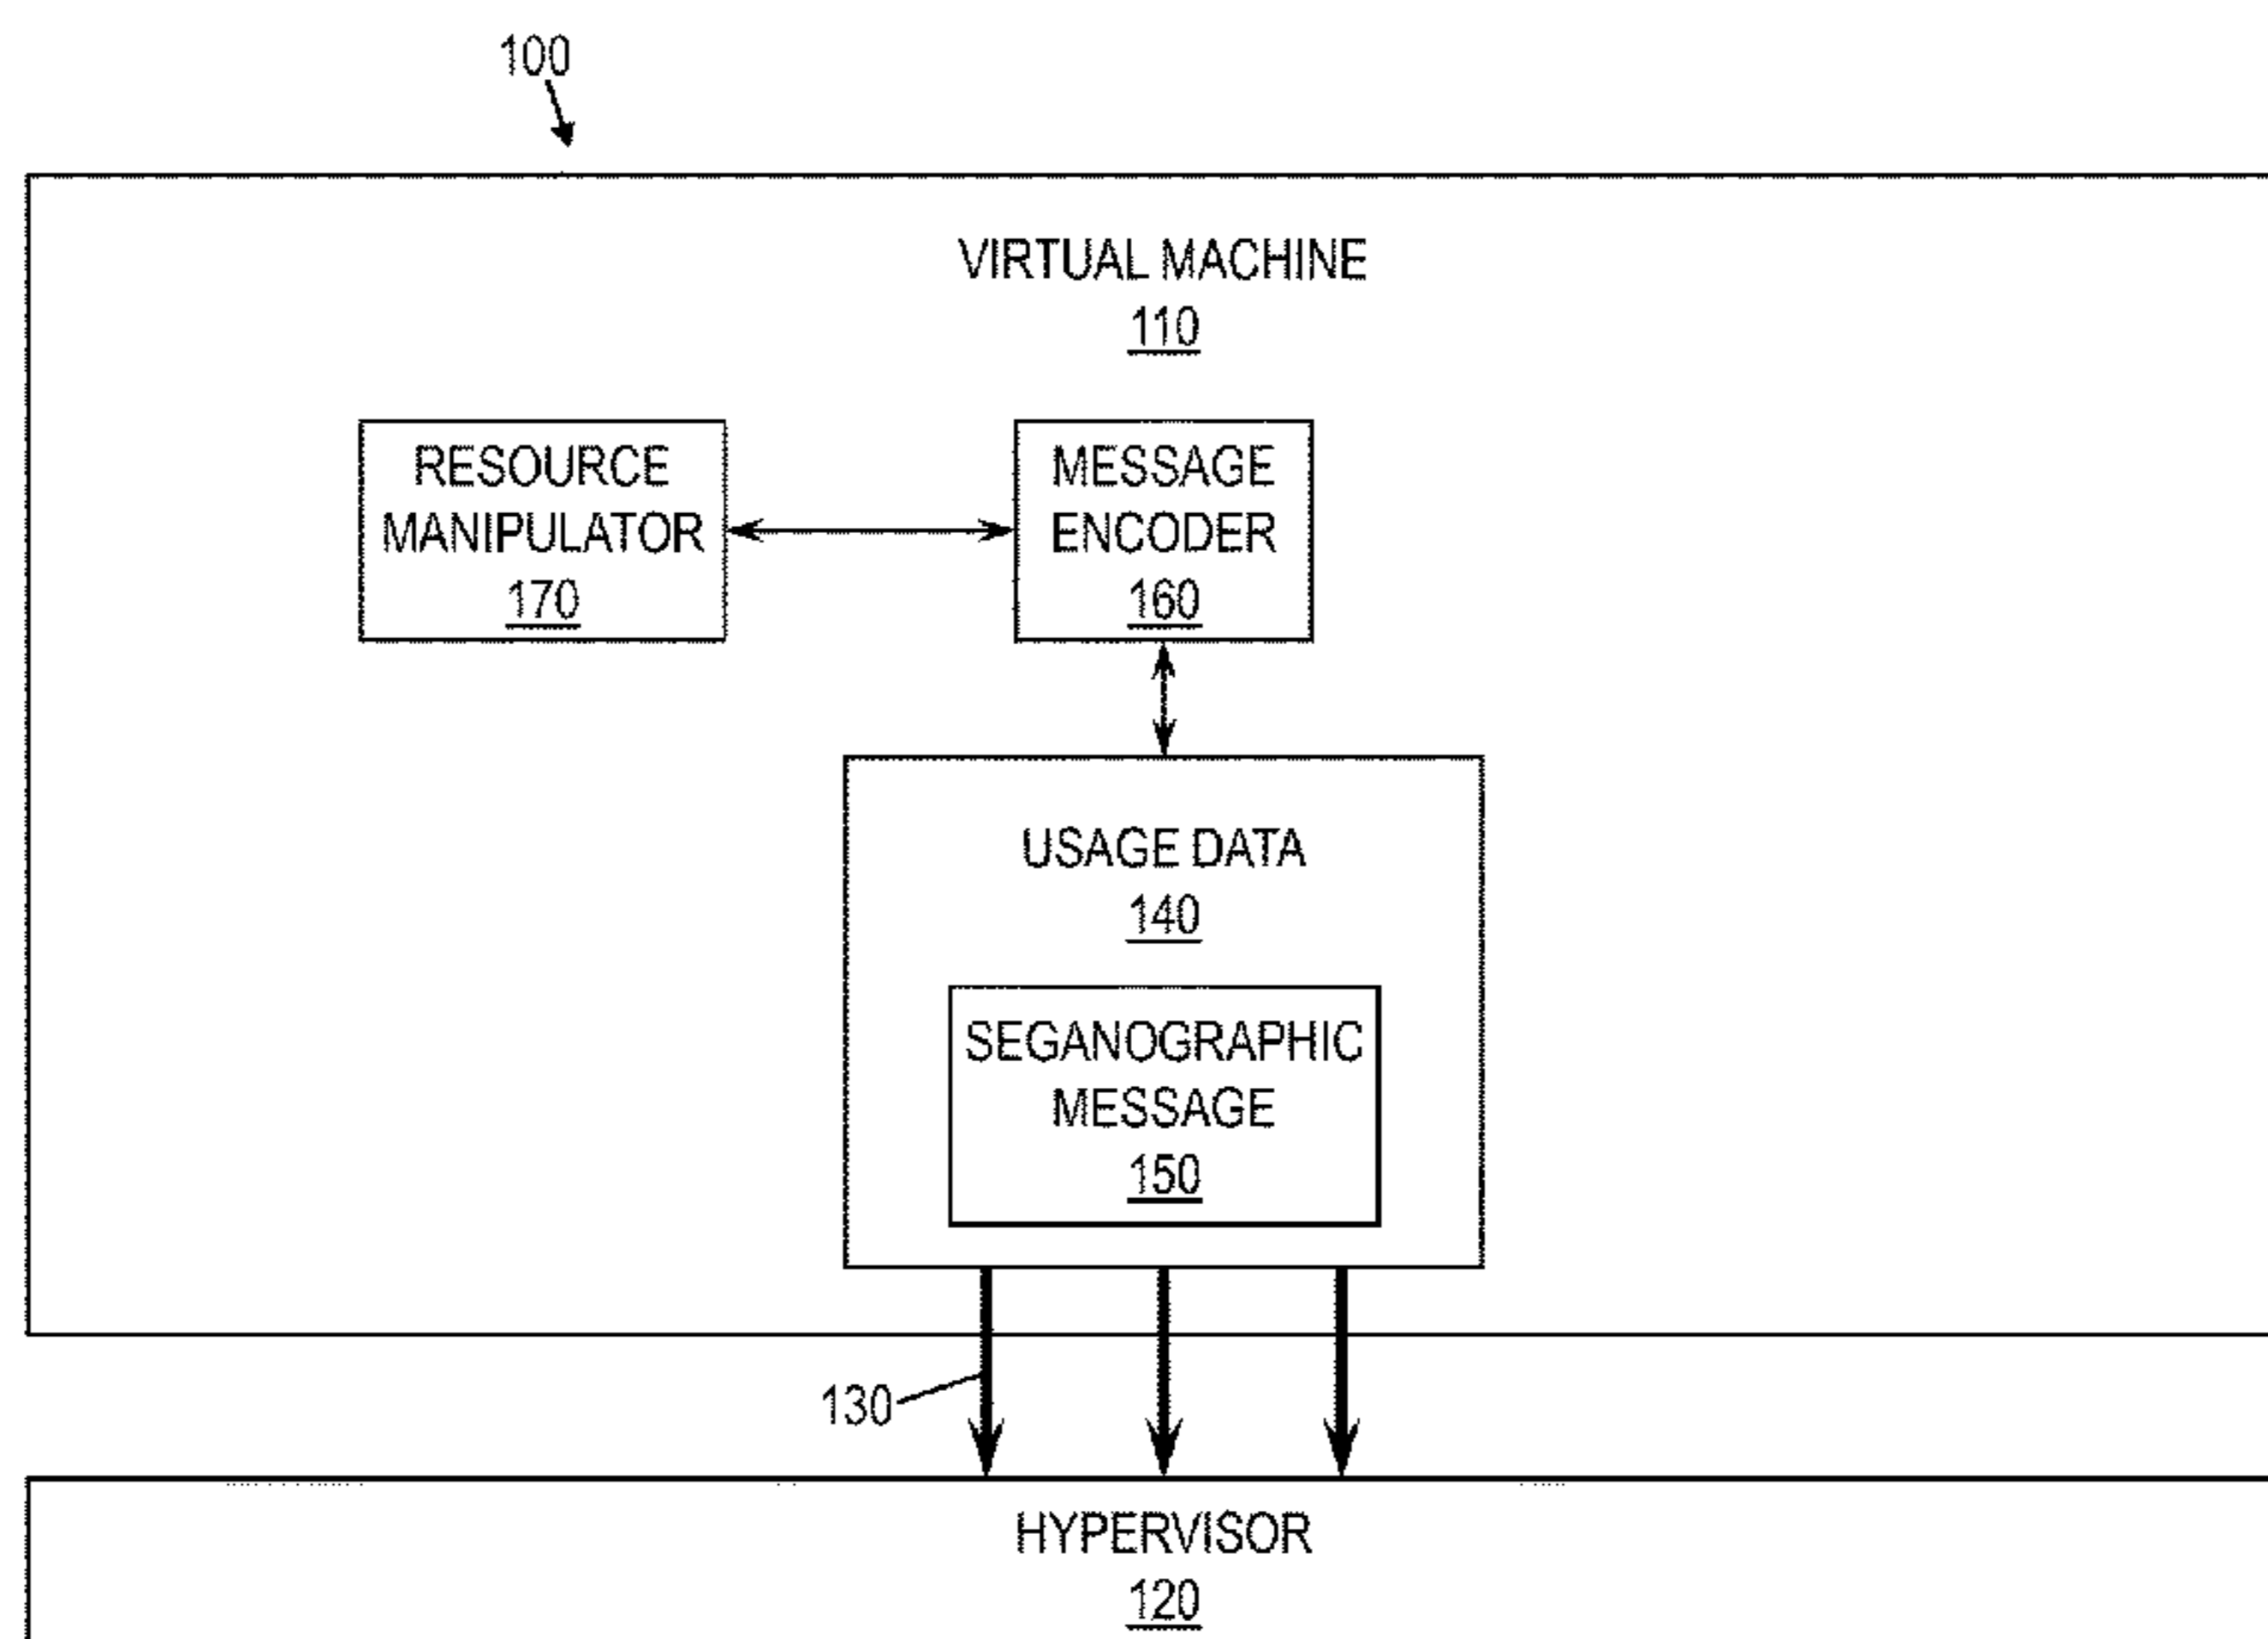 100
VIRTUAL MACHINE
110
RESOURCE
MANIPULATOR
170
MESSAGE
ENCODER
160
USAGE DATA
140
SEGANOGRAPHIC
MESSAGE
150
130
HYPERVISOR
120